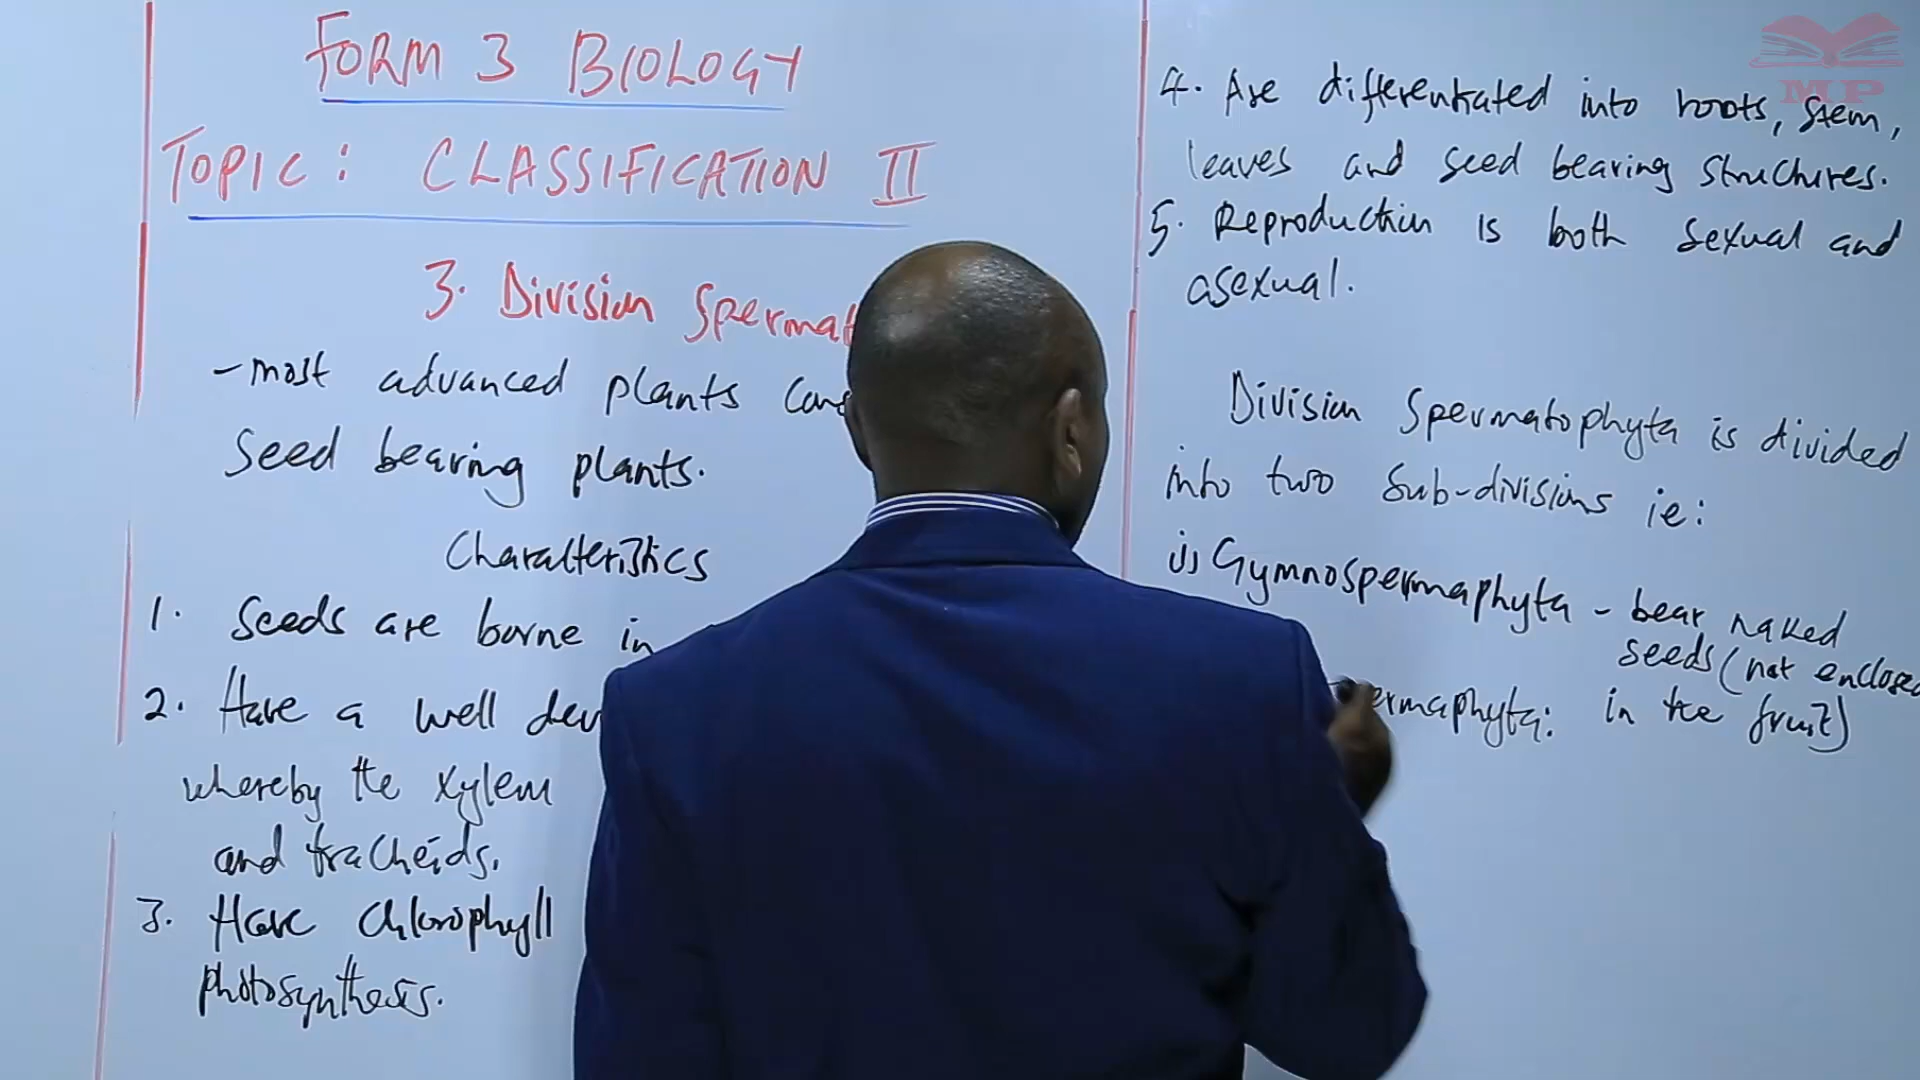 FORM 3 BIOLOGY
TOPIC: CLASSIFICATION II
3. Division Spermat
- most advanced plants cons
seed bearing plants.
Characteristics
1. Seeds are borne in
2. Have a well dev
whereby the xylem
and tracheids.
3. Have chlorophyll
photosynthesis.
4. Are differentiated into roots, stem,
leaves and seed bearing structures.
5. Reproduction is both sexual and
asexual.
Division Spermatophyta is divided
into two sub-divisions ie:
i) Gymnospermaphyta - bear naked
seeds (not enclosed
ermaphyta: in the fruit)
MP